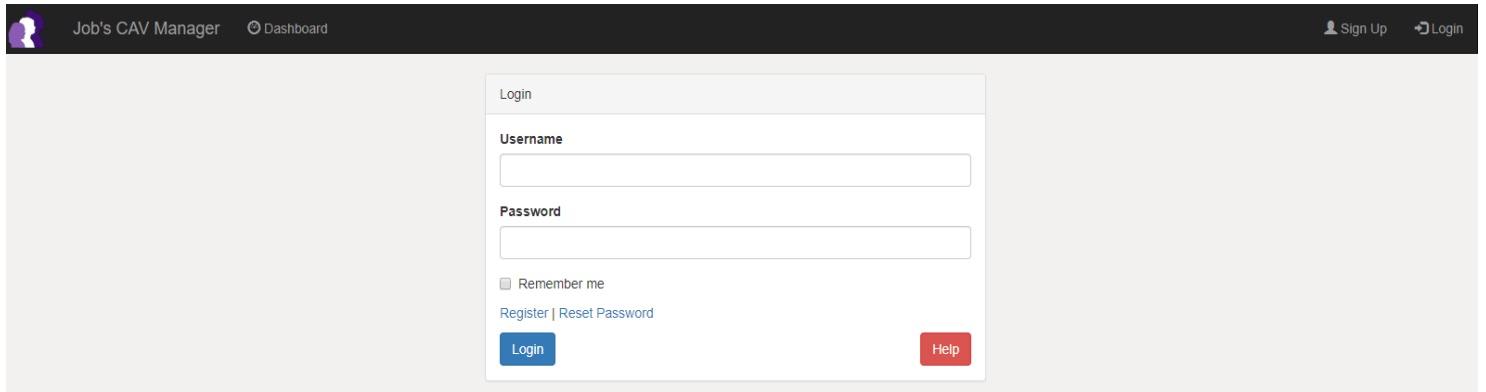 Job's CAV Manager Dashboard Sign Up Login
Login
Username
Password
Remember me
Register | Reset Password
Login Help